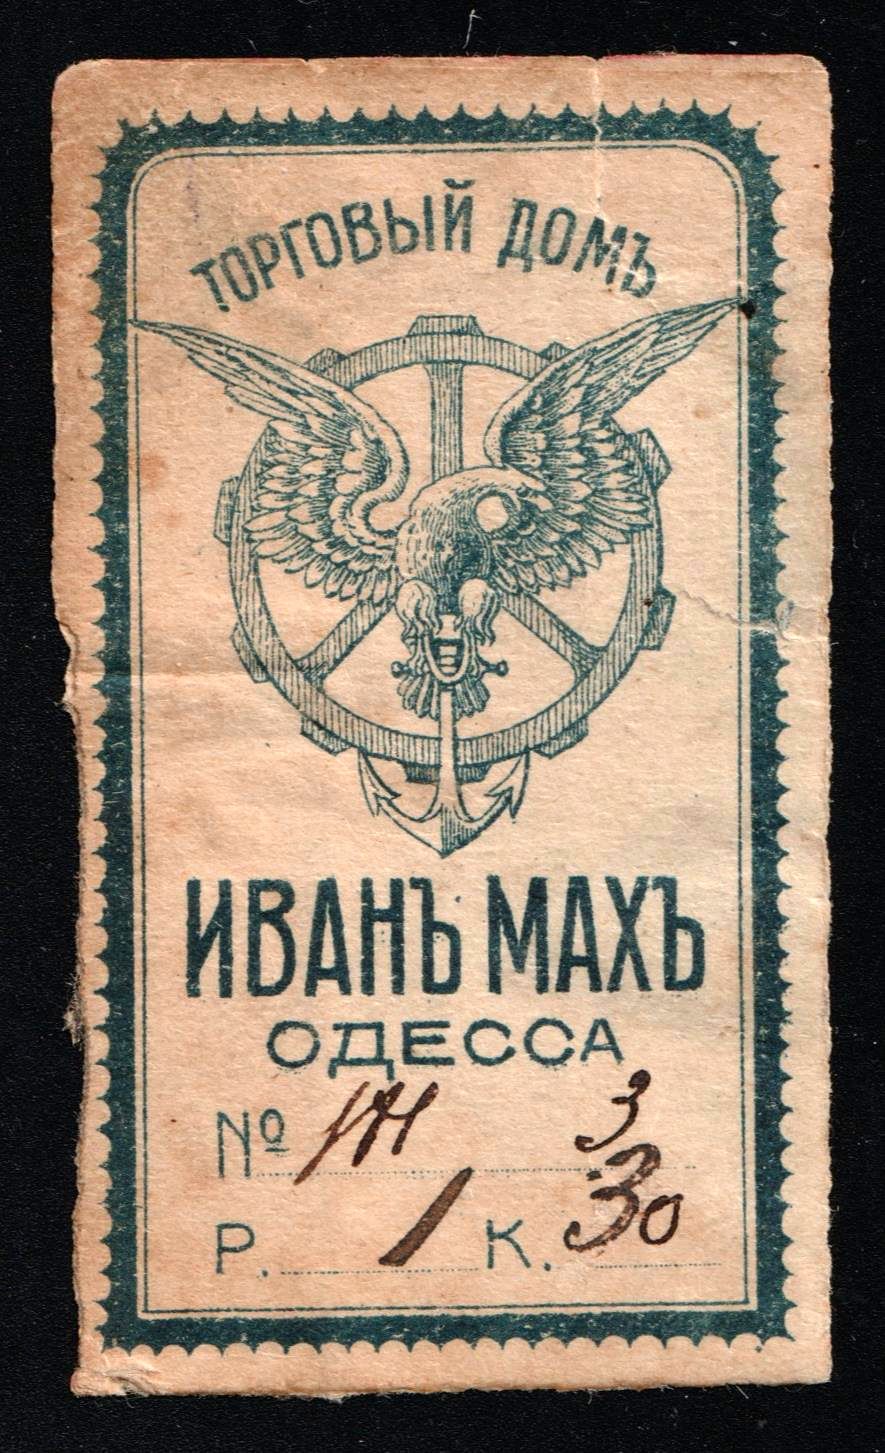 ТОРГОВЫЙ ДОМЪ
ИВАНЪ МАХЪ
ОДЕССА
№ 3
Р. 1 К. 30